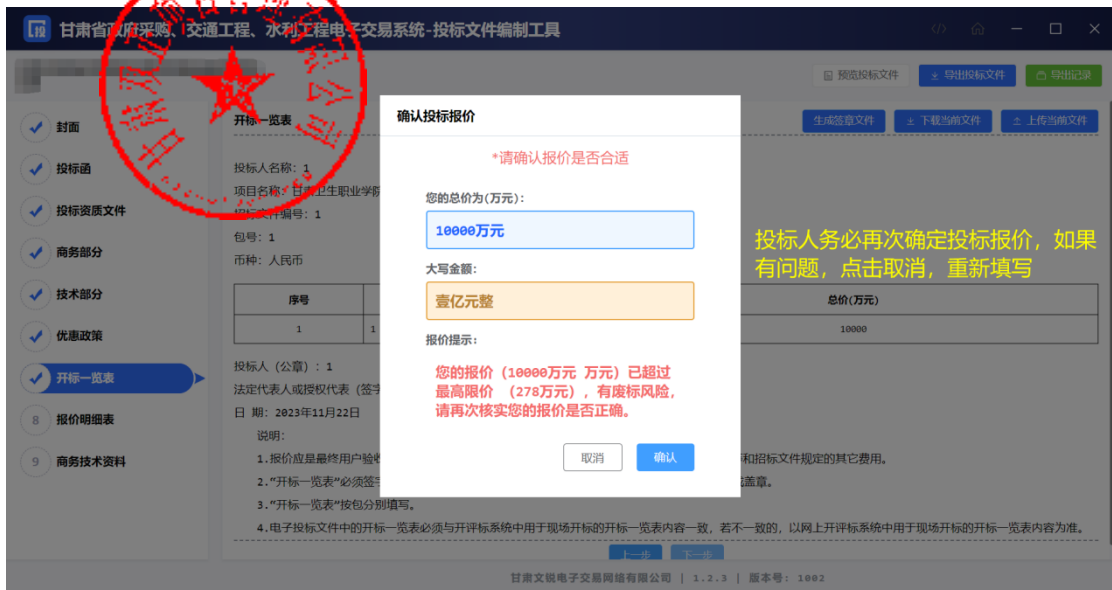 甘肃省政府采购、交通工程、水利工程电子交易系统-投标文件编制工具
预览投标文件
导出投标文件
导出记录
封面
投标函
投标资质文件
商务部分
技术部分
优惠政策
开标一览表
8 报价明细表
9 商务技术资料
开标一览表
生成签章文件
下载当前文件
上传当前文件
投标人名称：1
项目名称：甘肃卫生职业学院
招标文件编号：1
包号：1
币种：人民币
序号 总价(万元)
1 1 10000
投标人（公章）：1
法定代表人或授权代表（签字
日 期：2023年11月22日
说明：
1.报价应是最终用户验收 和招标文件规定的其它费用。
2.“开标一览表”必须签字 盖章。
3.“开标一览表”按包分别填写。
4.电子投标文件中的开标一览表必须与开评标系统中用于现场开标的开标一览表内容一致，若不一致的，以网上开评标系统中用于现场开标的开标一览表内容为准。
上一步 下一步
确认投标报价
*请确认报价是否合适
您的总价为(万元)：
10000万元
大写金额：
壹亿元整
报价提示：
您的报价（10000万元 万元）已超过
最高限价 （278万元），有废标风险，
请再次核实您的报价是否正确。
取消 确认
投标人务必再次确定投标报价，如果
有问题，点击取消，重新填写
甘肃文锐电子交易网络有限公司 | 1.2.3 | 版本号：1002